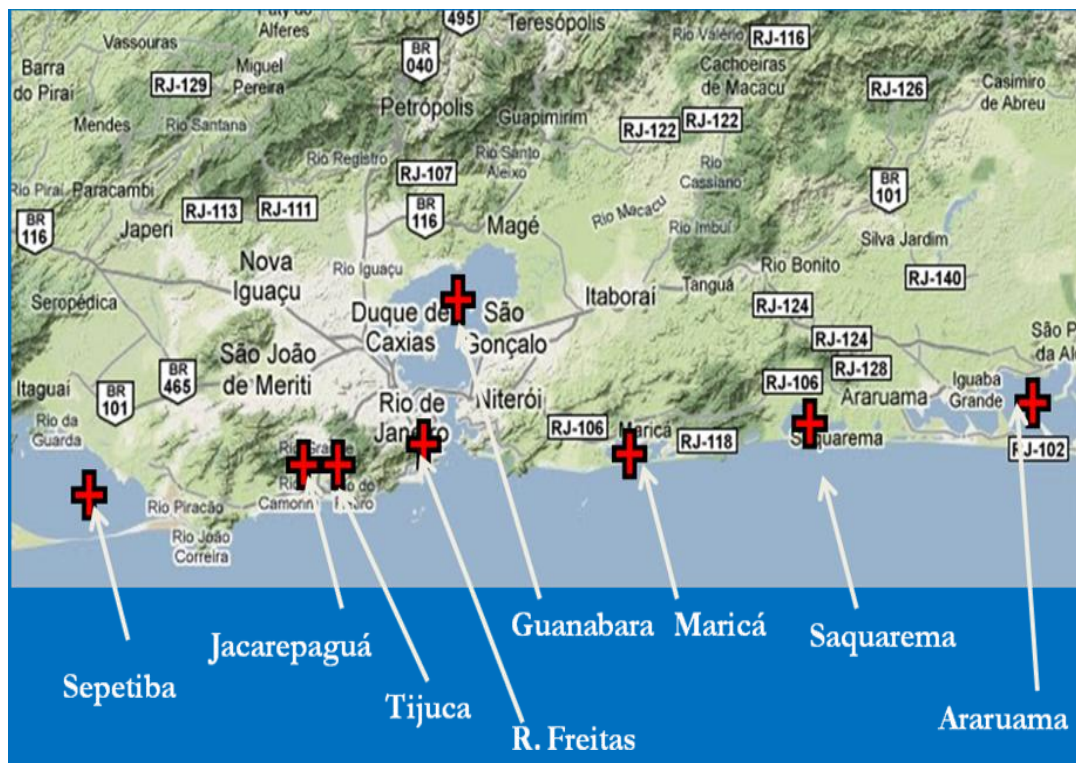 Paty do
Alferes
BR
495
Teresópolis
Rio Valério
RJ-116
Vassouras
BR
040
Cachoeiras
de Macacu
Barra
do Piraí
Miguel
Pereira
RJ-129
RJ-126
Casimiro
de Abreu
Petrópolis
Guapimirim
RJ-122
RJ-122
Mendes
Rio Santana
Rio Registro
Rio Santo
Aleixo
RJ-107
Rio
Cassiano
Rio Piraí
Paracambi
BR
101
RJ-113
RJ-111
BR
116
Magé
Rio Macacu
Rio Imbuí
BR
116
Japeri
Silva Jardim
Nova
Iguaçu
Rio Iguaçu
Rio Bonito
RJ-140
Seropédica
Itaboraí
Tanguá
Duque de
Caxias
São
Gonçalo
RJ-124
RJ-124
São João
de Meriti
BR
465
RJ-128
Itaguaí
BR
101
RJ-106
Araruama
Iguaba
Grande
Rio da
Guarda
Rio de
Janeiro
Niterói
RJ-106
Maricá
RJ-118
Saquarema
RJ-102
Rio Piracão
Rio João
Correira
Guanabara
Maricá
Saquarema
Jacarepaguá
Sepetiba
Tijuca
R. Freitas
Araruama